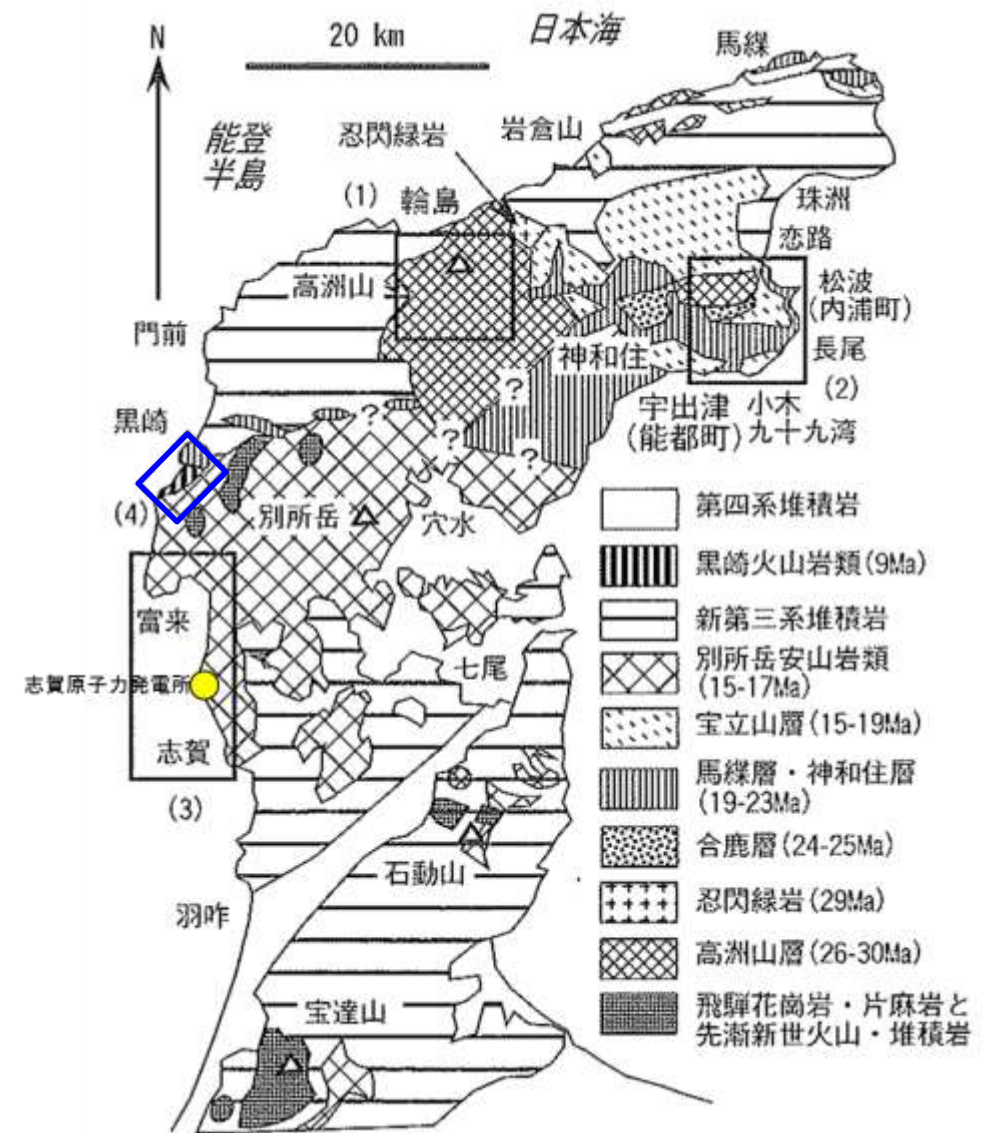 N
20 km
日本海
馬緤
能登
半島
忍閃緑岩
岩倉山
(1)
輪島
珠洲
恋路
高洲山
松波
(内浦町)
門前
神和住
長尾
(2)
?
宇出津
(能都町)
小木
九十九湾
黒崎
?
?
?
(4)
別所岳
穴水
富来
志賀原子力発電所
七尾
志賀
(3)
石動山
羽咋
宝達山
第四系堆積岩
黒崎火山岩類(9Ma)
新第三系堆積岩
別所岳安山岩類
(15-17Ma)
宝立山層(15-19Ma)
馬緤層・神和住層
(19-23Ma)
合鹿層(24-25Ma)
忍閃緑岩(29Ma)
高洲山層(26-30Ma)
飛騨花崗岩・片麻岩と
先漸新世火山・堆積岩